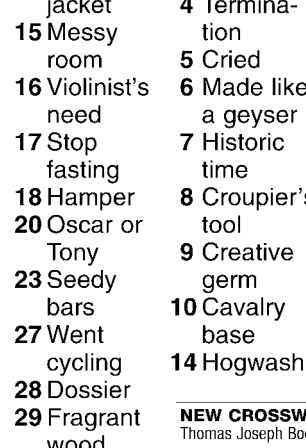 jacket
15 Messy
room
16 Violinist's
need
17 Stop
fasting
18 Hamper
20 Oscar or
Tony
23 Seedy
bars
27 Went
cycling
28 Dossier
29 Fragrant
wood
4 Termina-
tion
5 Cried
6 Made like
a geyser
7 Historic
time
8 Croupier's
tool
9 Creative
germ
10 Cavalry
base
14 Hogwash
NEW CROSSW
Thomas Joseph Boo